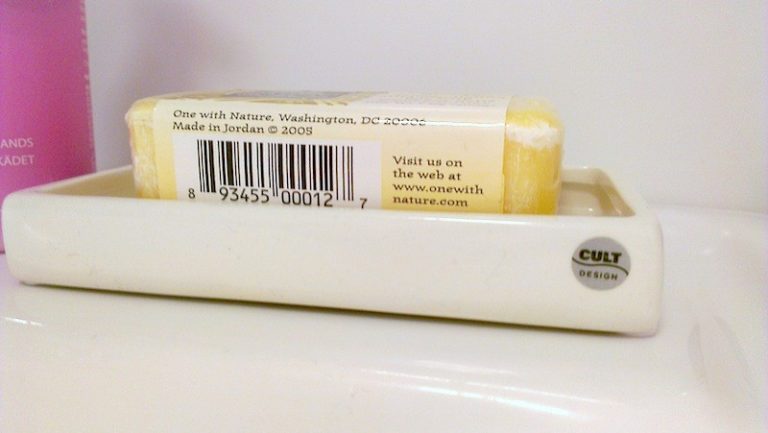 ANDS
KÄDET
One with Nature, Washington, DC 20006
Made in Jordan © 2005
8 93455 00012 7
Visit us on
the web at
www.onewith
nature.com
CULT
DESIGN